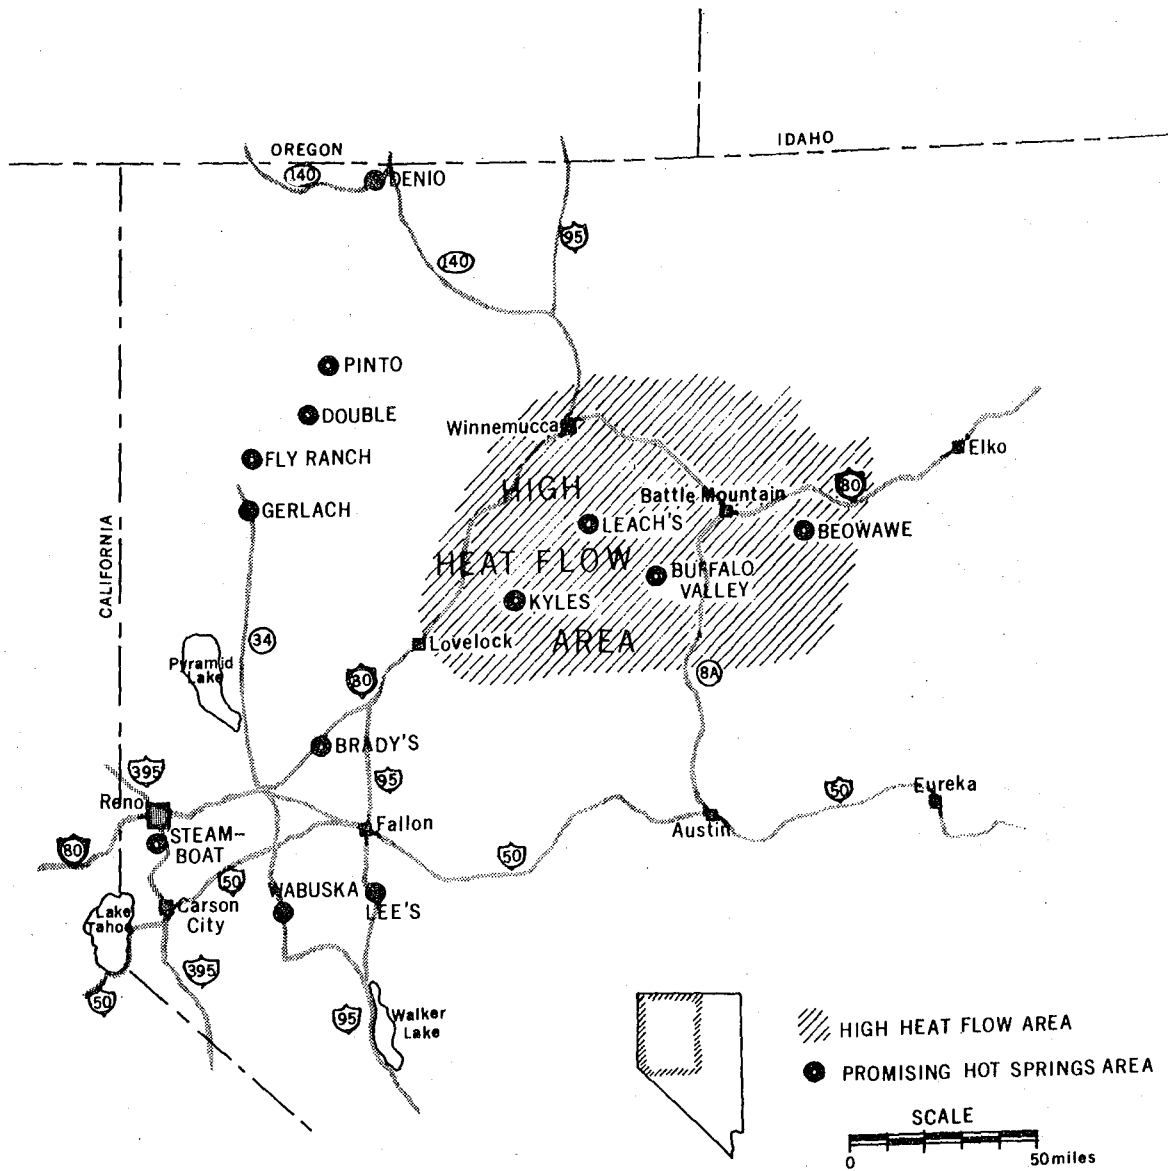 OREGON
IDAHO
140
DENIO
95
140
PINTO
DOUBLE
Winnemucca
FLY RANCH
Elko
HIGH
80
Battle Mountain
GERLACH
LEACH'S
BEOWAWE
CALIFORNIA
HEAT FLOW
BUFFALO
VALLEY
KYLES
34
Lovelock
AREA
Pyramid
Lake
80
8A
BRADY'S
395
95
Eureka
50
Reno
Fallon
Austin
STEAM-
BOAT
80
50
50
WABUSKA
LEE'S
Carson
City
Lake
Tahoe
395
50
95
Walker
Lake
HIGH HEAT FLOW AREA
PROMISING HOT SPRINGS AREA
SCALE
0
50 miles